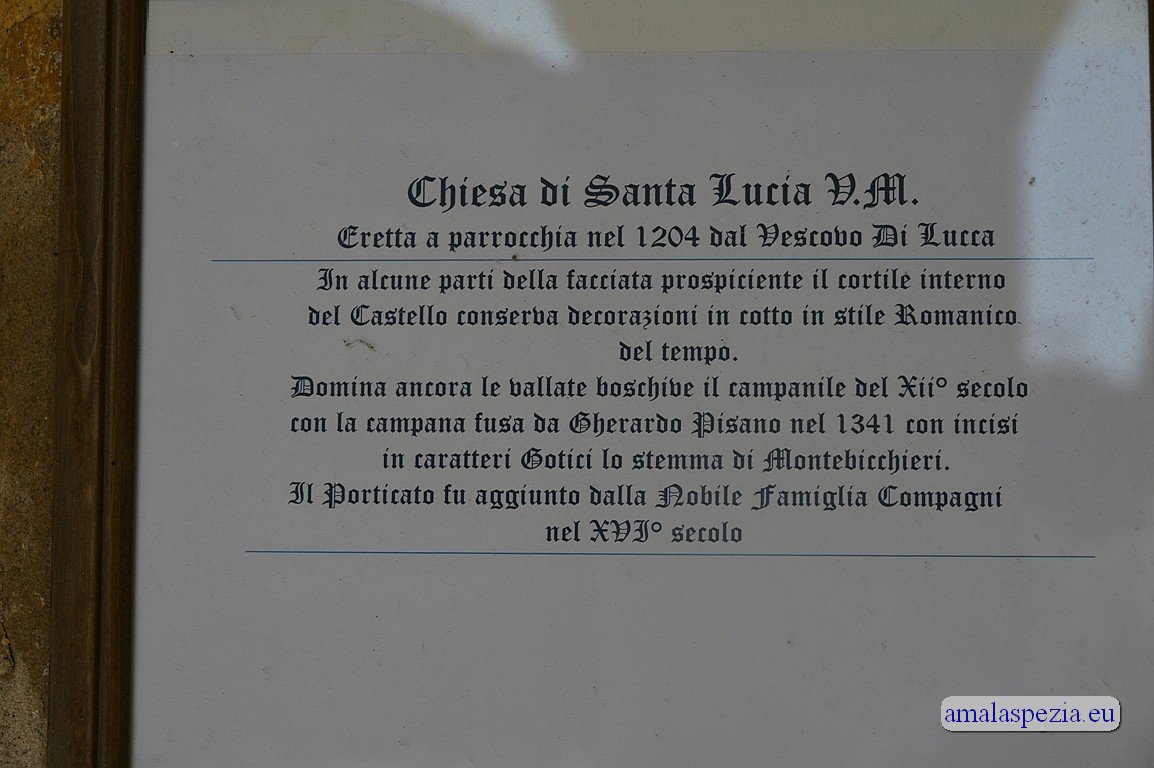 Chiesa di Santa Lucia V.M.
Eretta a parrocchia nel 1204 dal Vescovo Di Lucca
In alcune parti della facciata prospiciente il cortile interno
del Castello conserva decorazioni in cotto in stile Romanico
del tempo.
Domina ancora le vallate boschive il campanile del Xii° secolo
con la campana fusa da Gherardo Pisano nel 1341 con incisi
in caratteri Gotici lo stemma di Montebicchieri.
Il Porticato fu aggiunto dalla Nobile Famiglia Compagni
nel XVI° secolo
amalaspezia.eu